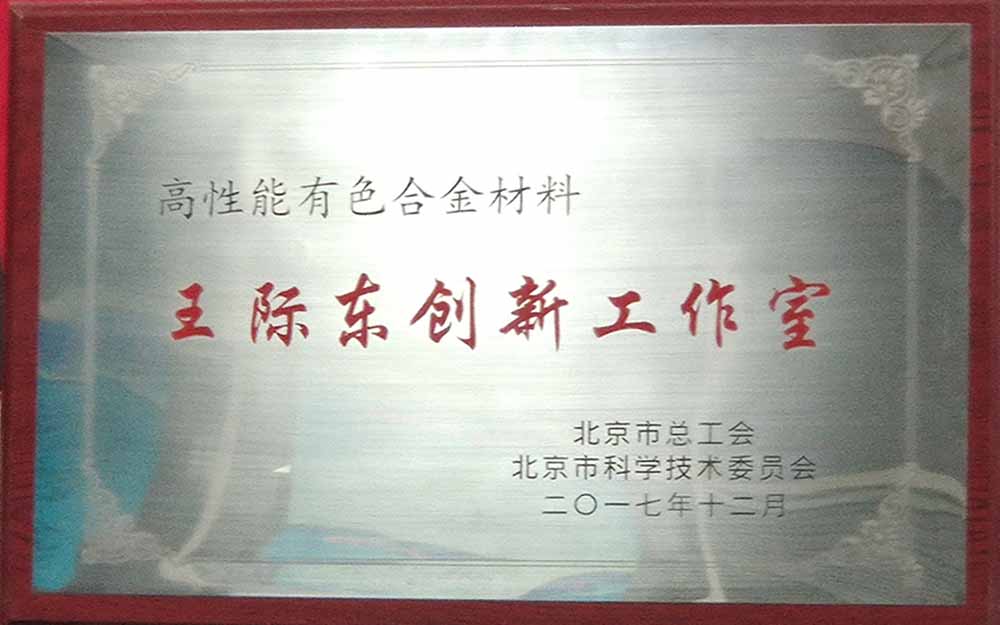 高性能有色合金材料
王际东创新工作室
北京市总工会
北京市科学技术委员会
二〇一七年十二月